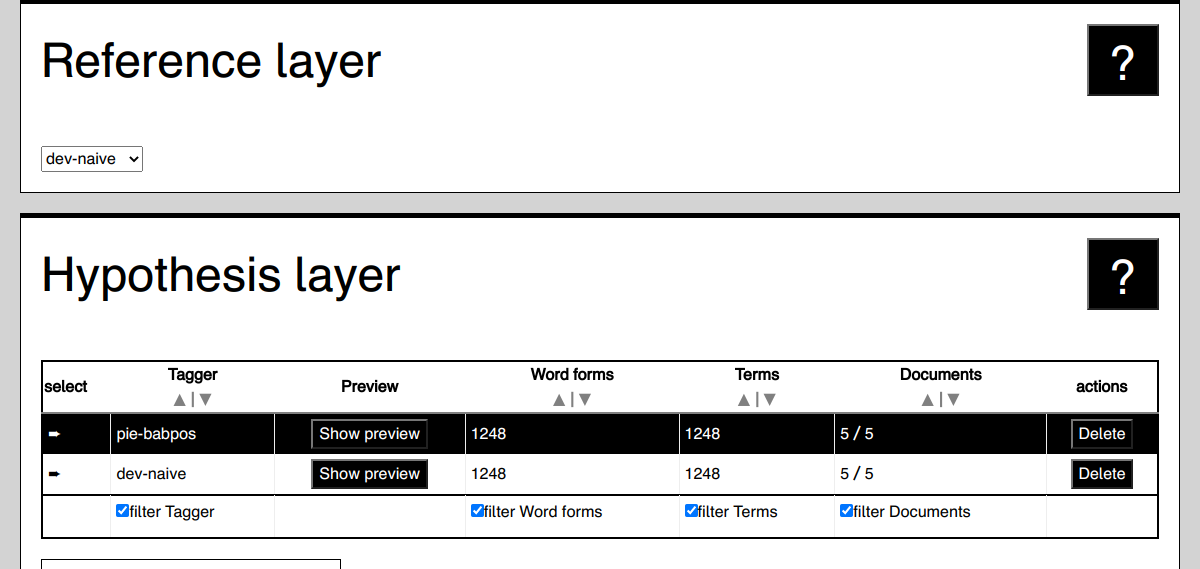 Reference layer
?
dev-naive
Hypothesis layer
?
select Tagger ▲|▼ Preview Word forms ▲|▼ Terms ▲|▼ Documents ▲|▼ actions
➨ pie-babpos Show preview 1248 1248 5 / 5 Delete
➨ dev-naive Show preview 1248 1248 5 / 5 Delete
filter Tagger filter Word forms filter Terms filter Documents